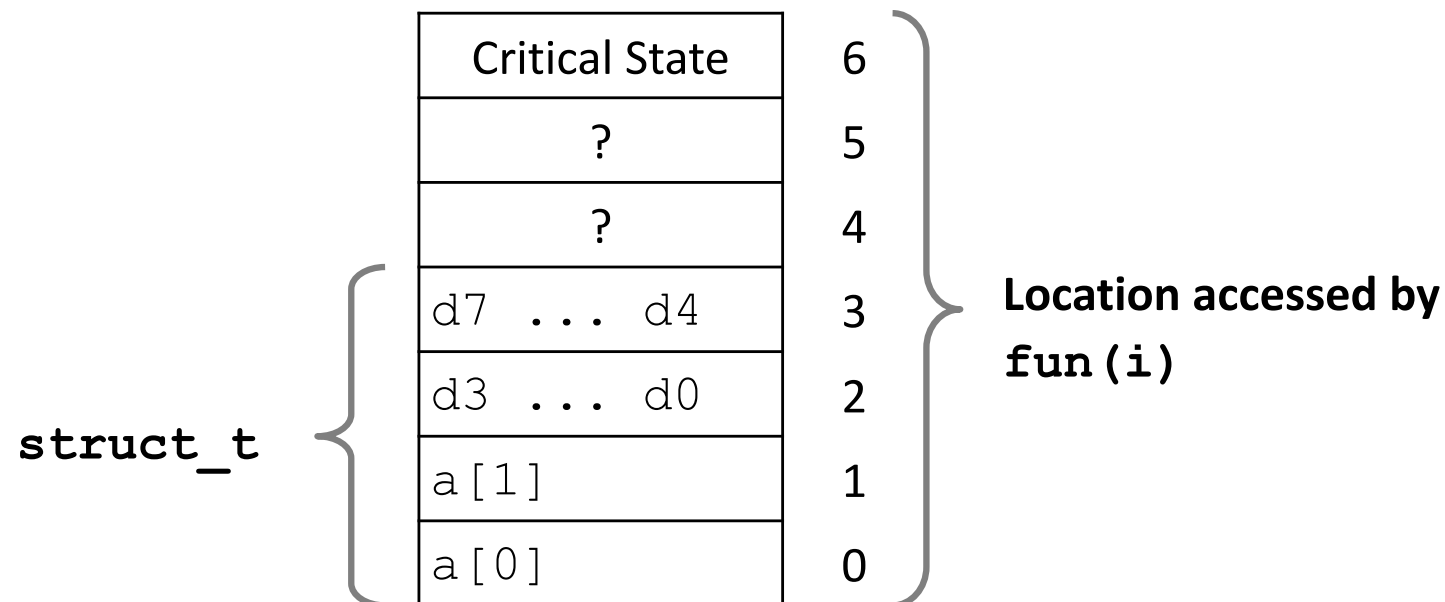 Critical State 6
? 5
? 4
d7 ... d4 3
d3 ... d0 2
a[1] 1
a[0] 0
struct_t
Location accessed by
fun(i)